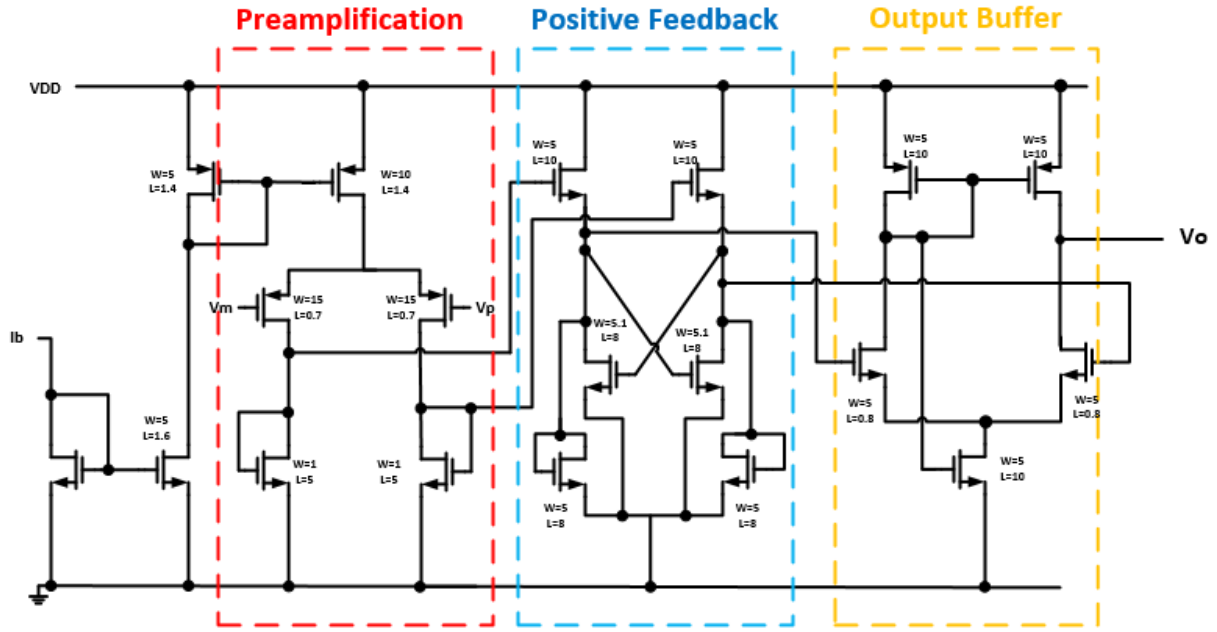 Preamplification
Positive Feedback
Output Buffer
VDD
W=5
L=1.4
W=10
L=1.4
W=5
L=10
W=5
L=10
W=5
L=10
W=5
L=10
Vm
W=15
L=0.7
W=15
L=0.7
Vp
Vo
Ib
W=5.1
L=8
W=5.1
L=8
W=5
L=1.6
W=5
L=0.8
W=5
L=0.8
W=1
L=5
W=1
L=5
W=5
L=8
W=5
L=8
W=5
L=10